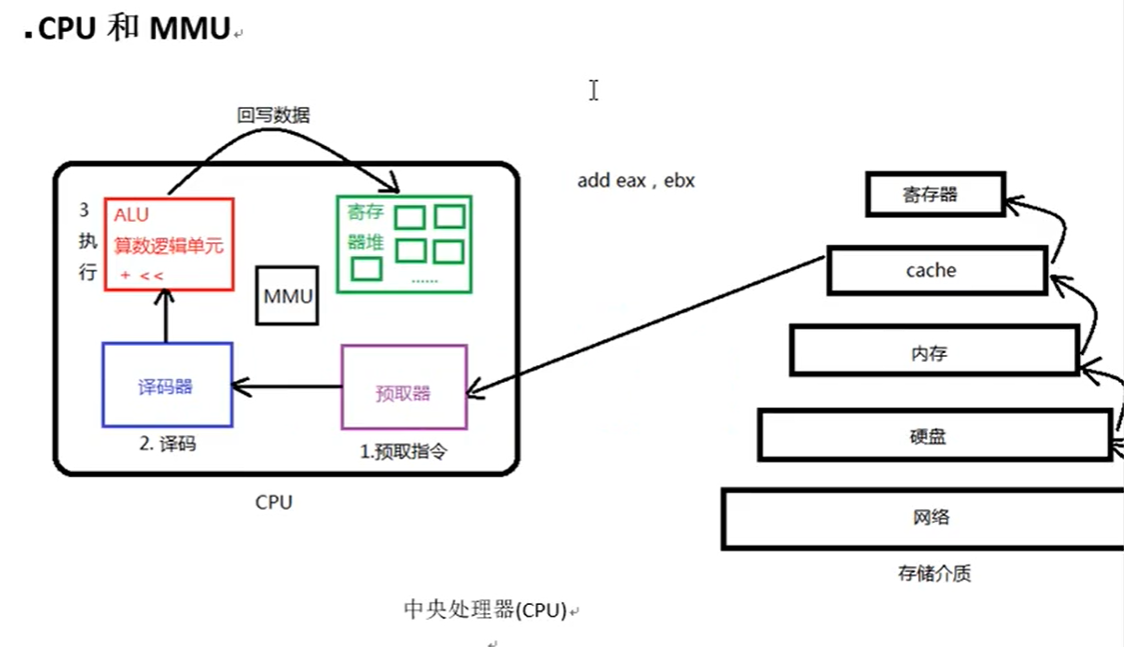 .CPU 和 MMU
回写数据
add eax , ebx
3
执
行
ALU
算数逻辑单元
+ <<
寄存
器堆
......
MMU
译码器
2. 译码
预取器
1.预取指令
CPU
寄存器
cache
内存
硬盘
网络
存储介质
中央处理器(CPU)